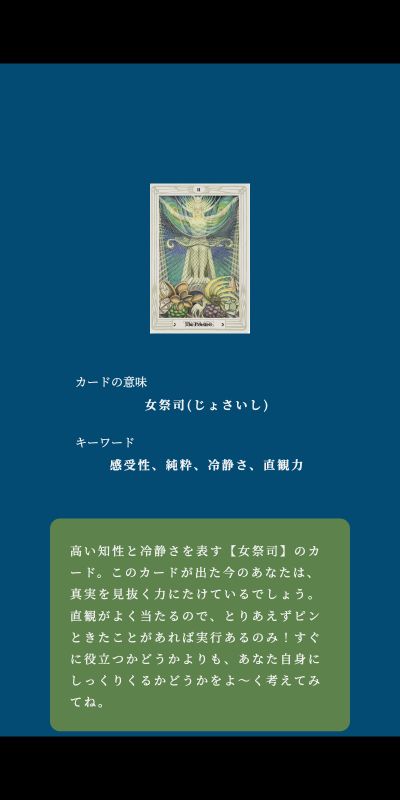 II
The Priestess
カードの意味
女祭司(じょさいし)
キーワード
感受性、純粋、冷静さ、直観力
高い知性と冷静さを表す【女祭司】のカ
ード。このカードが出た今のあなたは、
真実を見抜く力にたけているでしょう。
直観がよく当たるので、とりあえずピン
ときたことがあれば実行あるのみ！すぐ
に役立つかどうかよりも、あなた自身に
しっくりくるかどうかをよ〜く考えてみ
てね。